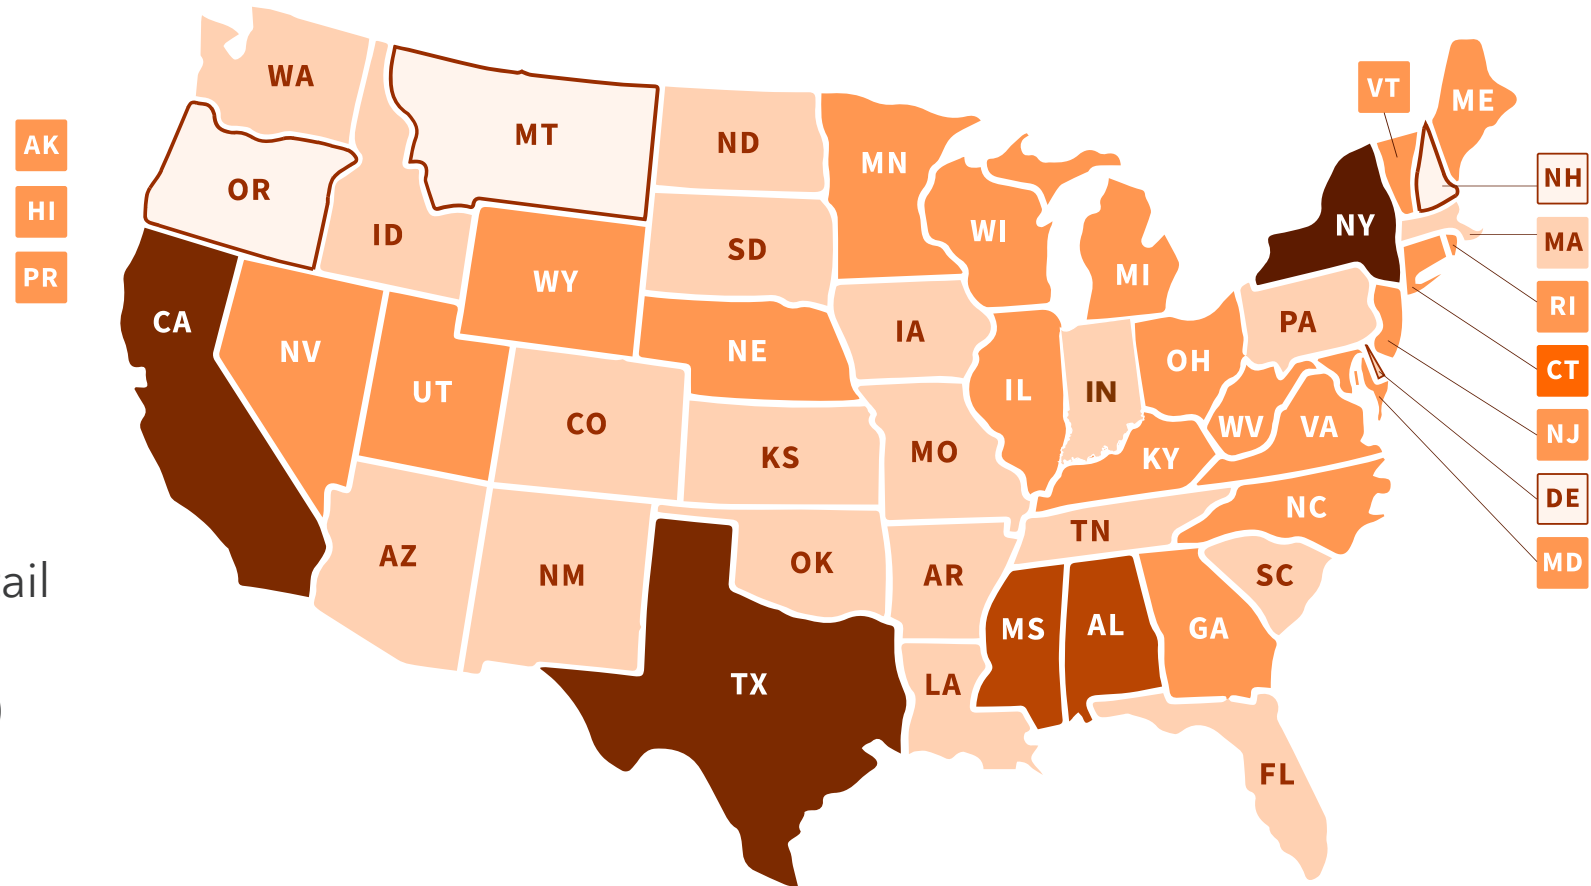 WA
MT
ND
MN
VT
ME
AK
OR
ID
SD
WI
MI
NY
NH
MA
HI
PR
WY
CA
NV
UT
NE
IA
PA
RI
CT
NJ
DE
MD
CO
KS
MO
IL
IN
OH
WV
VA
KY
NC
TN
AZ
NM
OK
AR
SC
MS
AL
GA
ail
TX
LA
)
FL